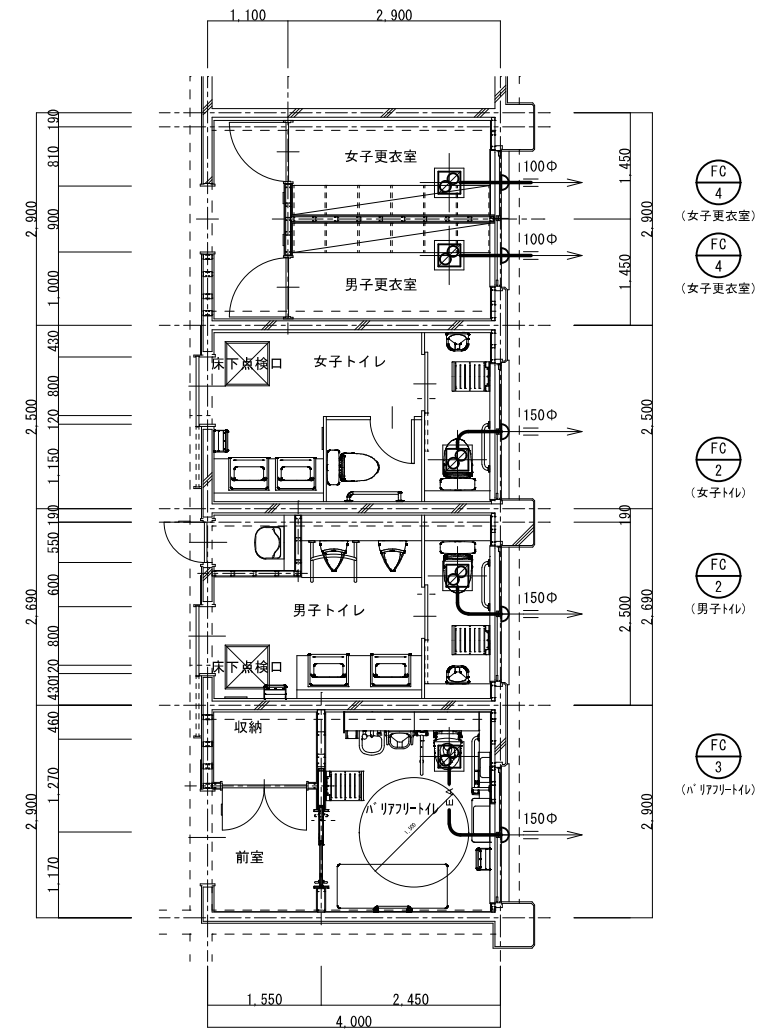 1,100
2,900
190
810
900
1,000
2,900
女子更衣室
100Φ
1,450
2,900
FC
4
(女子更衣室)
100Φ
1,450
FC
4
(女子更衣室)
男子更衣室
430
800
120
1,150
2,500
床下点検口
女子トイレ
150Φ
2,500
FC
2
(女子トイレ)
190
550
600
800
120
430
2,690
190
男子トイレ
床下点検口
150Φ
2,500
2,690
FC
2
(男子トイレ)
460
1,270
1,170
2,900
収納
前室
バリアフリートイレ
EA
1,500
150Φ
2,900
FC
3
(バリアフリートイレ)
1,550
2,450
4,000